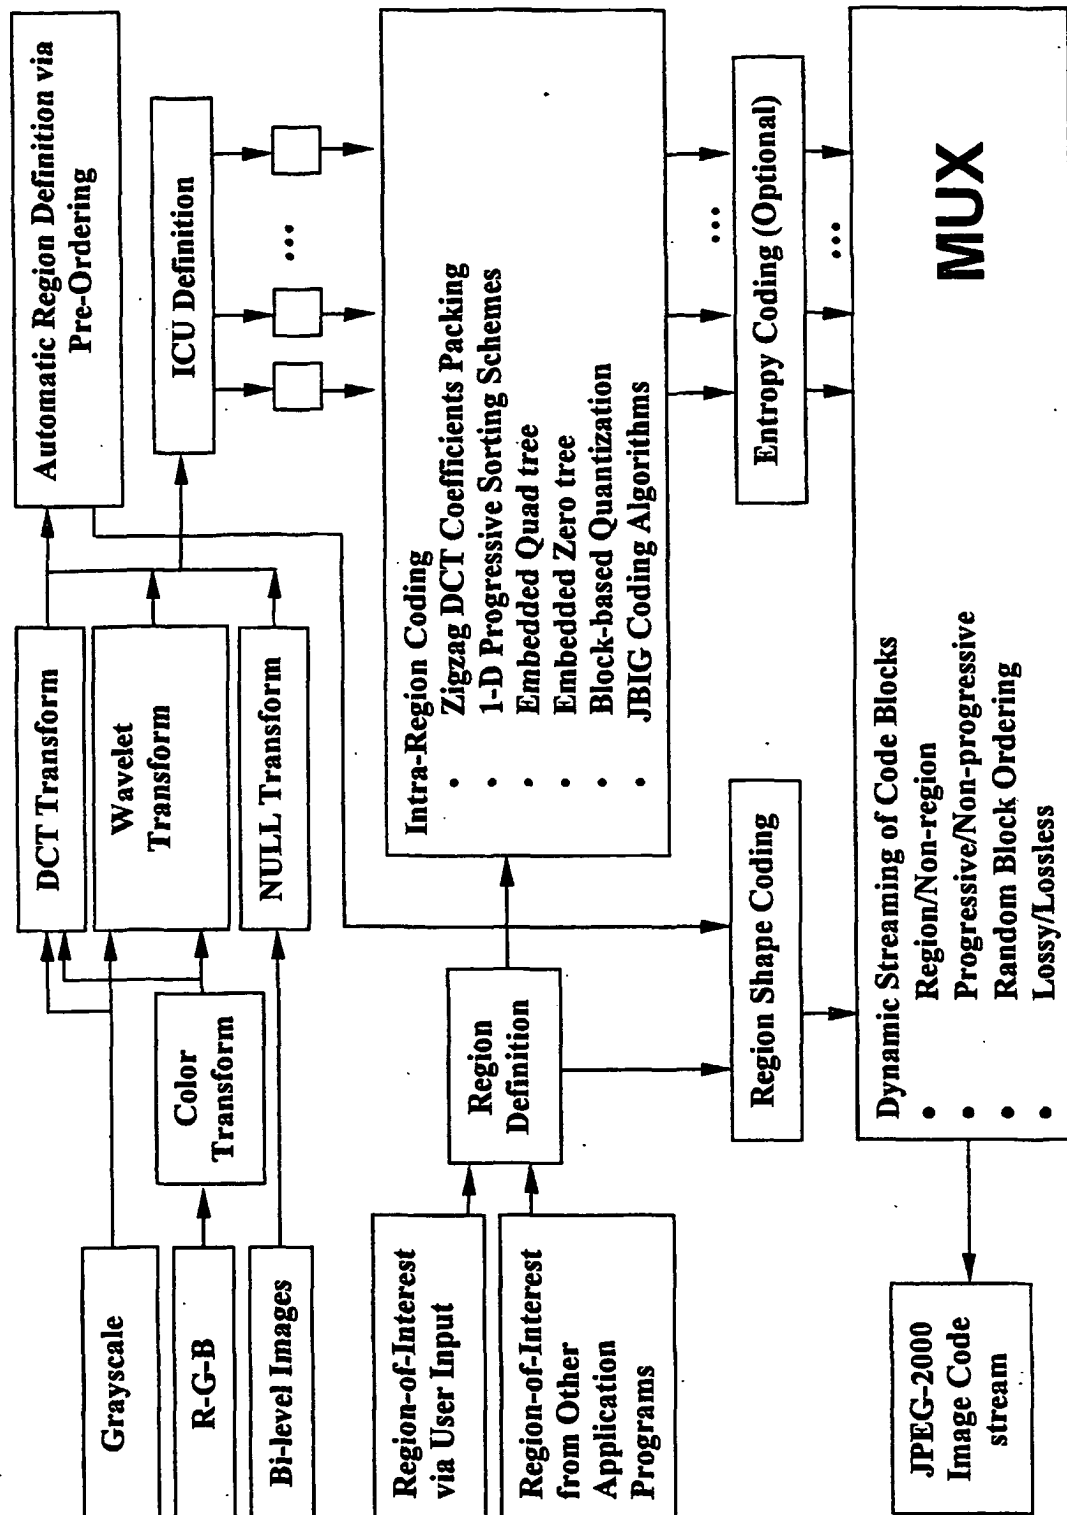 Grayscale
R-G-B
Bi-level Images
Color
Transform
DCT Transform
Wavelet
Transform
NULL Transform
Automatic Region Definition via
Pre-Ordering
ICU Definition
...
Region-of-Interest
via User Input
Region-of-Interest
from Other
Application
Programs
Region
Definition
Intra-Region Coding
• Zigzag DCT Coefficients Packing
• 1-D Progressive Sorting Schemes
• Embedded Quad tree
• Embedded Zero tree
• Block-based Quantization
• JBIG Coding Algorithms
...
Region Shape Coding
Entropy Coding (Optional)
...
Dynamic Streaming of Code Blocks
• Region/Non-region
• Progressive/Non-progressive
• Random Block Ordering
• Lossy/Lossless
MUX
JPEG-2000
Image Code
stream